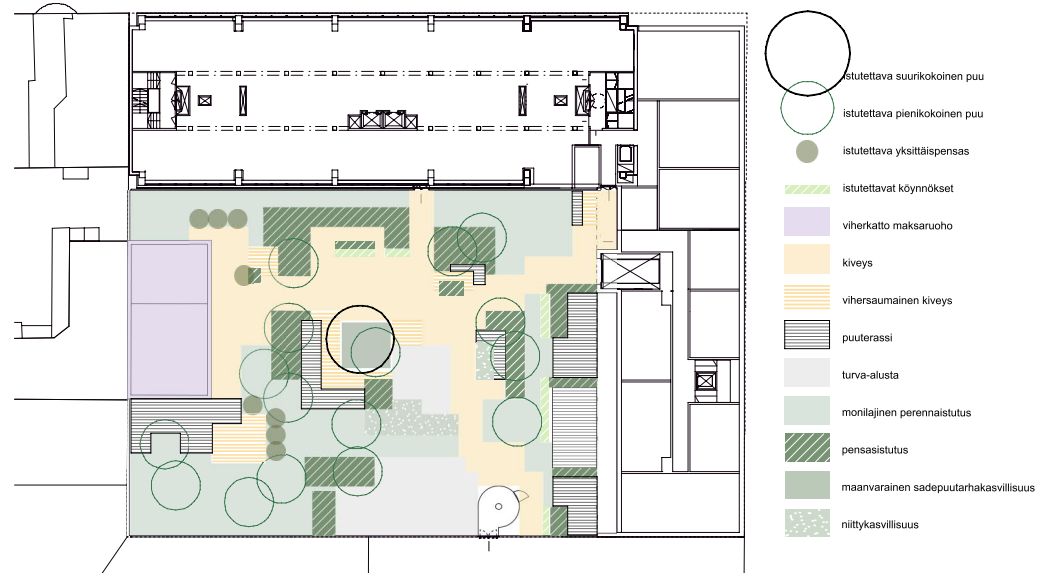 istutettava suurikokoinen puu
istutettava pienikokoinen puu
istutettava yksittäispensas
istutettavat köynnökset
viherkatto maksaruoho
kiveys
vihersaumainen kiveys
puuterassi
turva-alusta
monilajinen perennaistutus
pensasistutus
maanvarainen sadepuutarhakasvillisuus
niittykasvillisuus